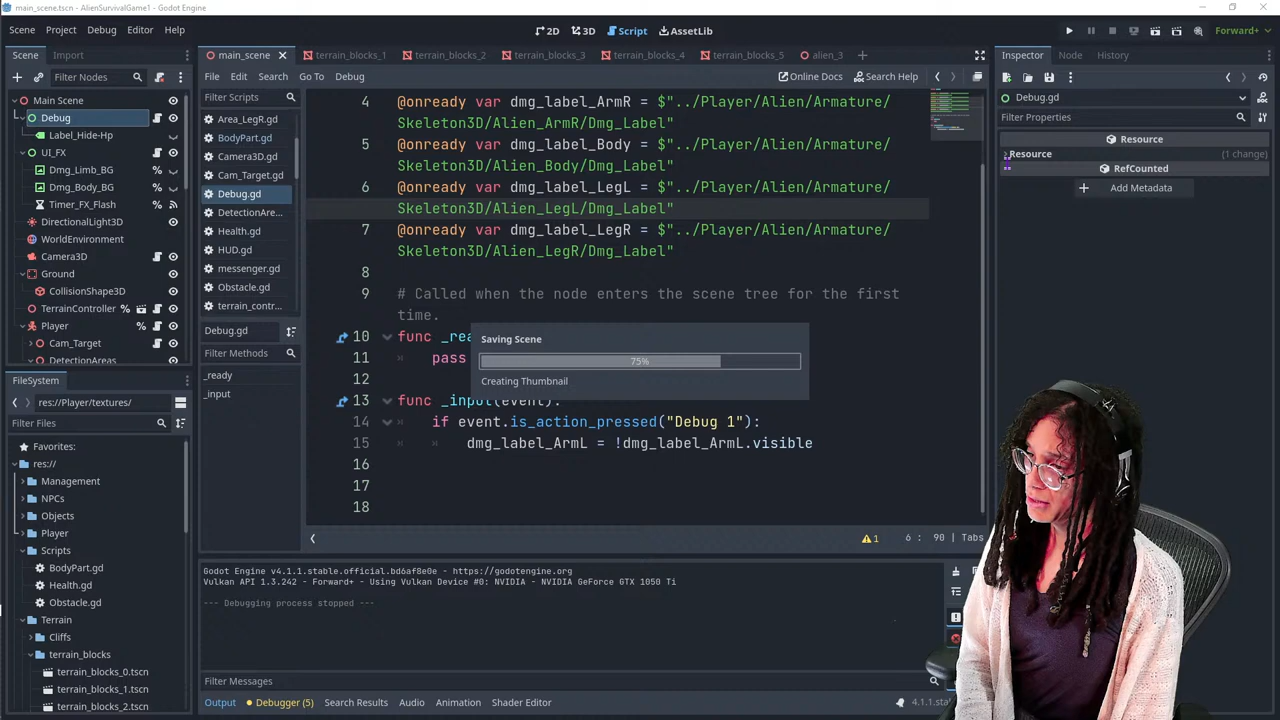 main_scene.tscn - AlienSurvivalGame1 - Godot Engine
Scene Project Debug Editor Help
2D 3D Script AssetLib
Forward+
Scene Import
main_scene terrain_blocks_1 terrain_blocks_2 terrain_blocks_3 terrain_blocks_4 terrain_blocks_5 alien_3
Inspector Node History
Filter Nodes
File Edit Search Go To Debug
Online Docs Search Help
Filter Scripts
Debug.gd
Filter Properties
Main Scene
Debug
Label_Hide-Hp
UI_FX
Dmg_Limb_BG
Dmg_Body_BG
Timer_FX_Flash
DirectionalLight3D
WorldEnvironment
Camera3D
Ground
CollisionShape3D
TerrainController
Player
Cam_Target
DetectionAreas
Area_LegR.gd
BodyPart.gd
Camera3D.gd
Cam_Target.gd
Debug.gd
DetectionArea...
Health.gd
HUD.gd
messenger.gd
Obstacle.gd
terrain_contr...
Debug.gd
Filter Methods
_ready
_input
4 @onready var dmg_label_ArmR = $"../Player/Alien/Armature/
Skeleton3D/Alien_ArmR/Dmg_Label"
5 @onready var dmg_label_Body = $"../Player/Alien/Armature/
Skeleton3D/Alien_Body/Dmg_Label"
6 @onready var dmg_label_LegL = $"../Player/Alien/Armature/
Skeleton3D/Alien_LegL/Dmg_Label"
7 @onready var dmg_label_LegR = $"../Player/Alien/Armature/
Skeleton3D/Alien_LegR/Dmg_Label"
8
9 # Called when the node enters the scene tree for the first
time.
10 func _rea
11 pass
12
13 func _input(event):
14 if event.is_action_pressed("Debug 1"):
15 dmg_label_ArmL = !dmg_label_ArmL.visible
16
17
18
Saving Scene
75%
Creating Thumbnail
1 6 : 90 | Tabs
Resource
Resource (1 change)
RefCounted
Add Metadata
FileSystem
res://Player/textures/
Filter Files
Favorites:
res://
Management
NPCs
Objects
Player
Scripts
BodyPart.gd
Health.gd
Obstacle.gd
Terrain
Cliffs
terrain_blocks
terrain_blocks_0.tscn
terrain_blocks_1.tscn
terrain_blocks_2.tscn
Godot Engine v4.1.1.stable.official.bd6af8e0e - https://godotengine.org
Vulkan API 1.3.242 - Forward+ - Using Vulkan Device #0: NVIDIA - NVIDIA GeForce GTX 1050 Ti
--- Debugging process stopped ---
Filter Messages
Output Debugger (5) Search Results Audio Animation Shader Editor
4.1.1.sta